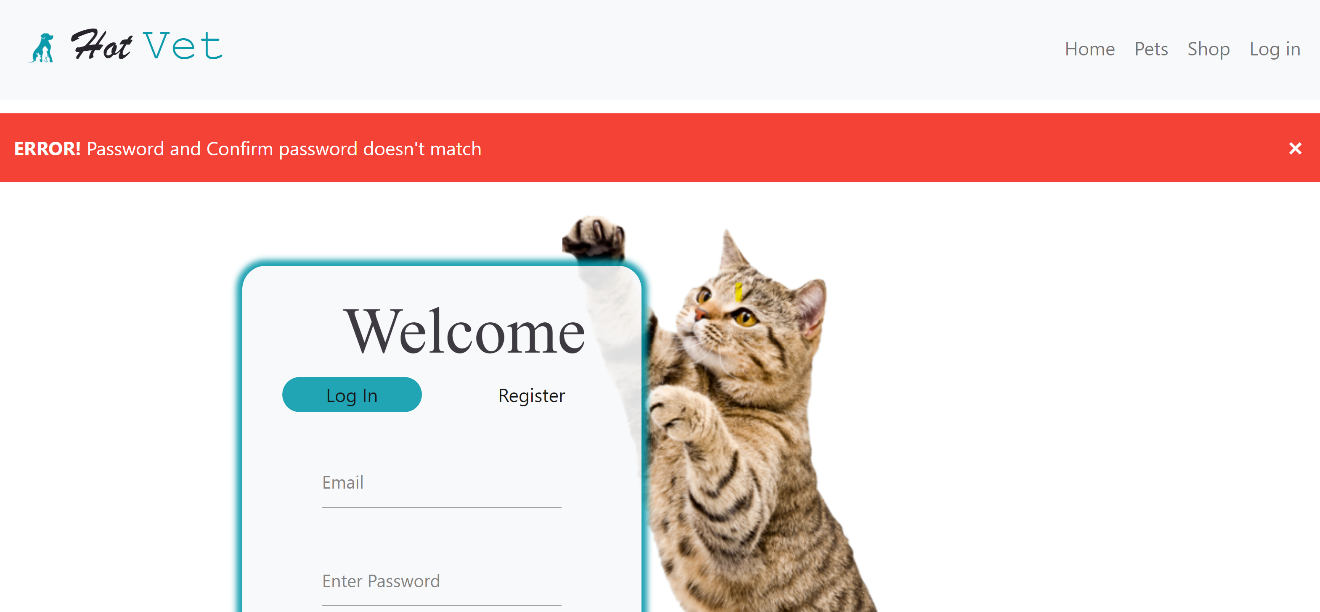 Hot Vet
Home Pets Shop Log in
ERROR! Password and Confirm password doesn't match ×
Welcome
Log In Register
Email
Enter Password